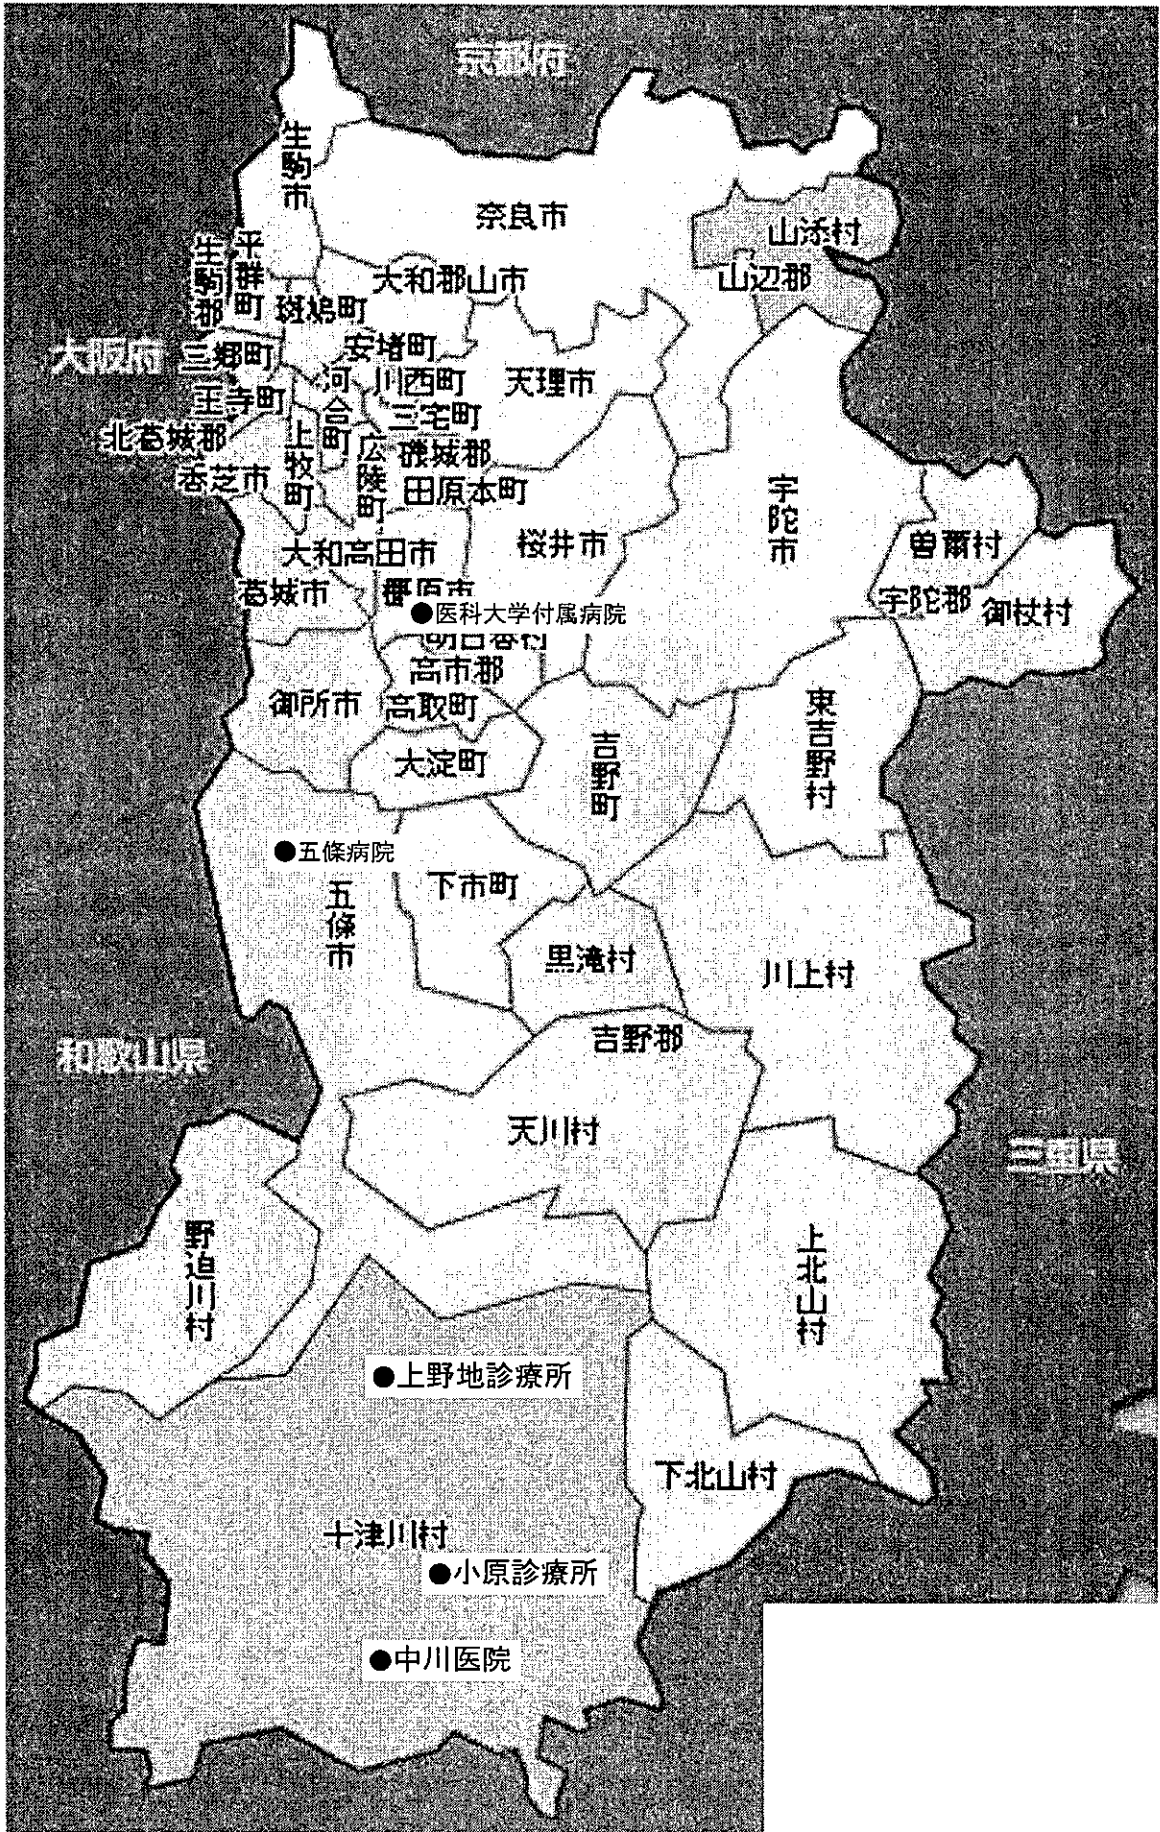 京都府
生駒市
奈良市
山添村
山辺郡
生駒郡
平群町
大和郡山市
斑鳩町
大阪府
三郷町
安堵町
河合町
川西町
天理市
王寺町
三宅町
北葛城郡
上牧町
広陵町
磯城郡
香芝市
田原本町
宇陀市
桜井市
曽爾村
大和高田市
葛城市
橿原市
宇陀郡
御杖村
●医科大学付属病院
明日香村
高市郡
御所市
高取町
東吉野村
吉野町
大淀町
●五條病院
下市町
五條市
黒滝村
川上村
吉野郡
和歌山県
天川村
三重県
野迫川村
上北山村
●上野地診療所
下北山村
十津川村
●小原診療所
●中川医院